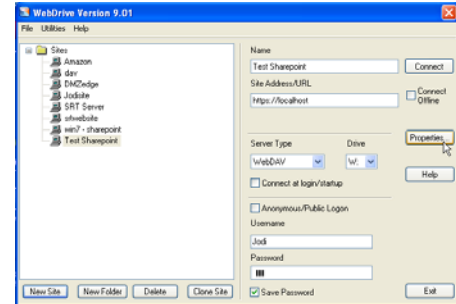 WebDrive Version 9.01
File Utilities Help
Sites
Amazon
dav
DMZedge
Jodisite
SRT Server
srtwebsite
win7 - sharepoint
Test Sharepoint
Name
Test Sharepoint
Connect
Site Address/URL
https://localhost
Connect
Offline
Properties...
Server Type Drive
WebDAV W:
Help
Connect at login/startup
Anonymous/Public Logon
Username
Jodi
Password
Save Password
New Site New Folder Delete Clone Site Exit